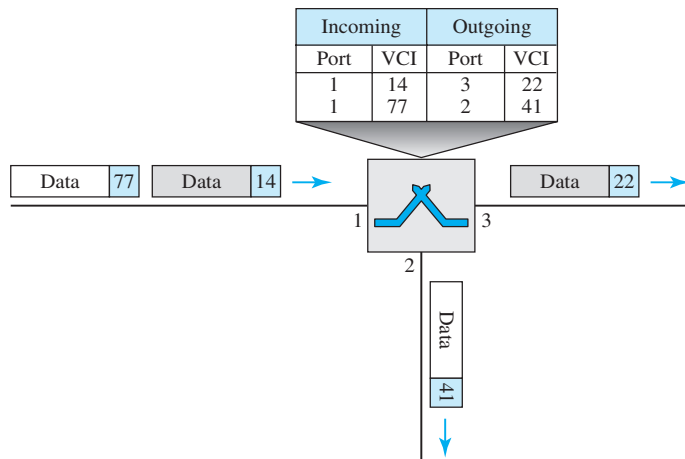 Incoming Outgoing
Port VCI Port VCI
1 14 3 22
1 77 2 41
Data 77 Data 14 Data 22
1 3
2
Data 41